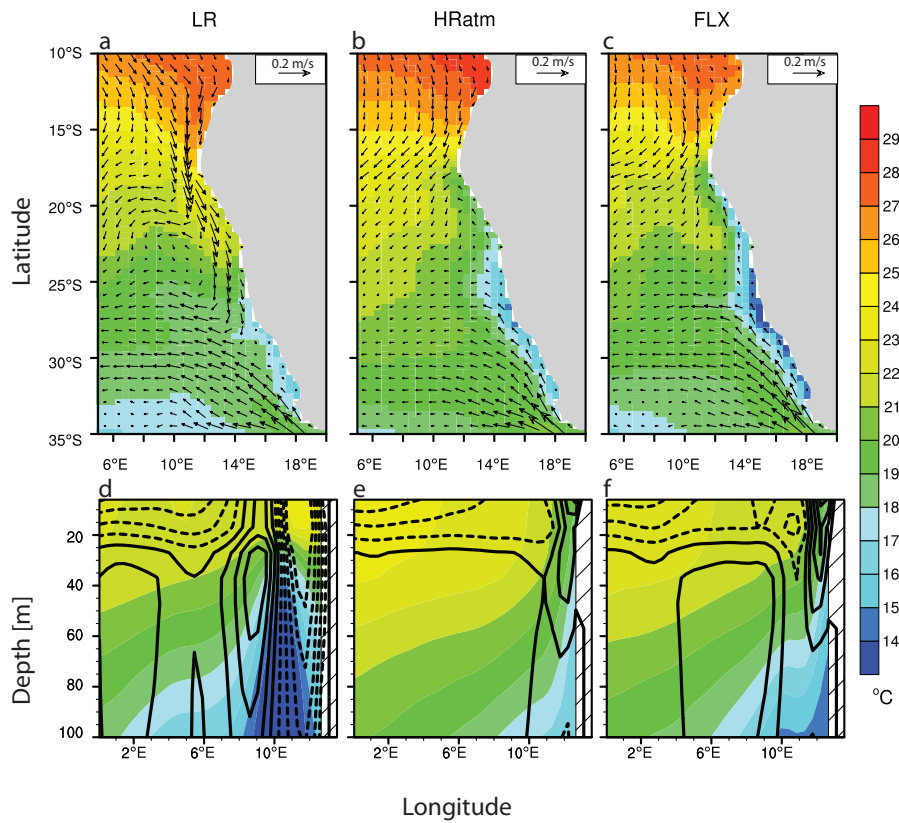 LR HRatm FLX
a b c
0.2 m/s 0.2 m/s 0.2 m/s
10°S
15°S
20°S
25°S
30°S
35°S
Latitude
6°E 10°E 14°E 18°E 6°E 10°E 14°E 18°E 6°E 10°E 14°E 18°E
29
28
27
26
25
24
23
22
21
20
19
18
17
16
15
14
°C
d e f
20
40
60
80
100
Depth [m]
2°E 6°E 10°E 2°E 6°E 10°E 2°E 6°E 10°E
Longitude